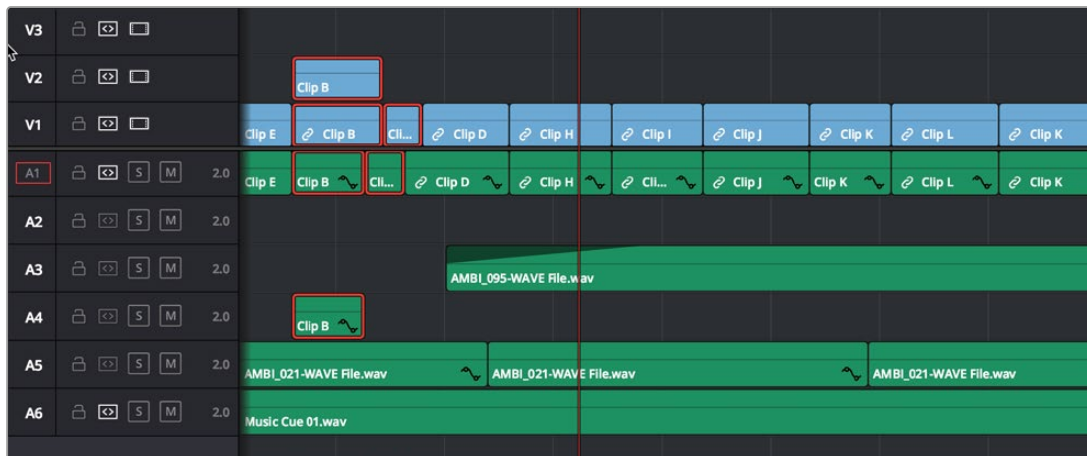 V3
V2
Clip B
V1
Clip E Clip B Cli... Clip D Clip H Clip I Clip J Clip K Clip L Clip K
A1 S M 2.0 Clip E Clip B Cli... Clip D Clip H Cli... Clip J Clip K Clip L Clip K
A2 S M 2.0
A3 S M 2.0 AMBI_095-WAVE File.wav
A4 S M 2.0 Clip B
A5 S M 2.0 AMBI_021-WAVE File.wav AMBI_021-WAVE File.wav AMBI_021-WAVE File.wav
A6 S M 2.0 Music Cue 01.wav